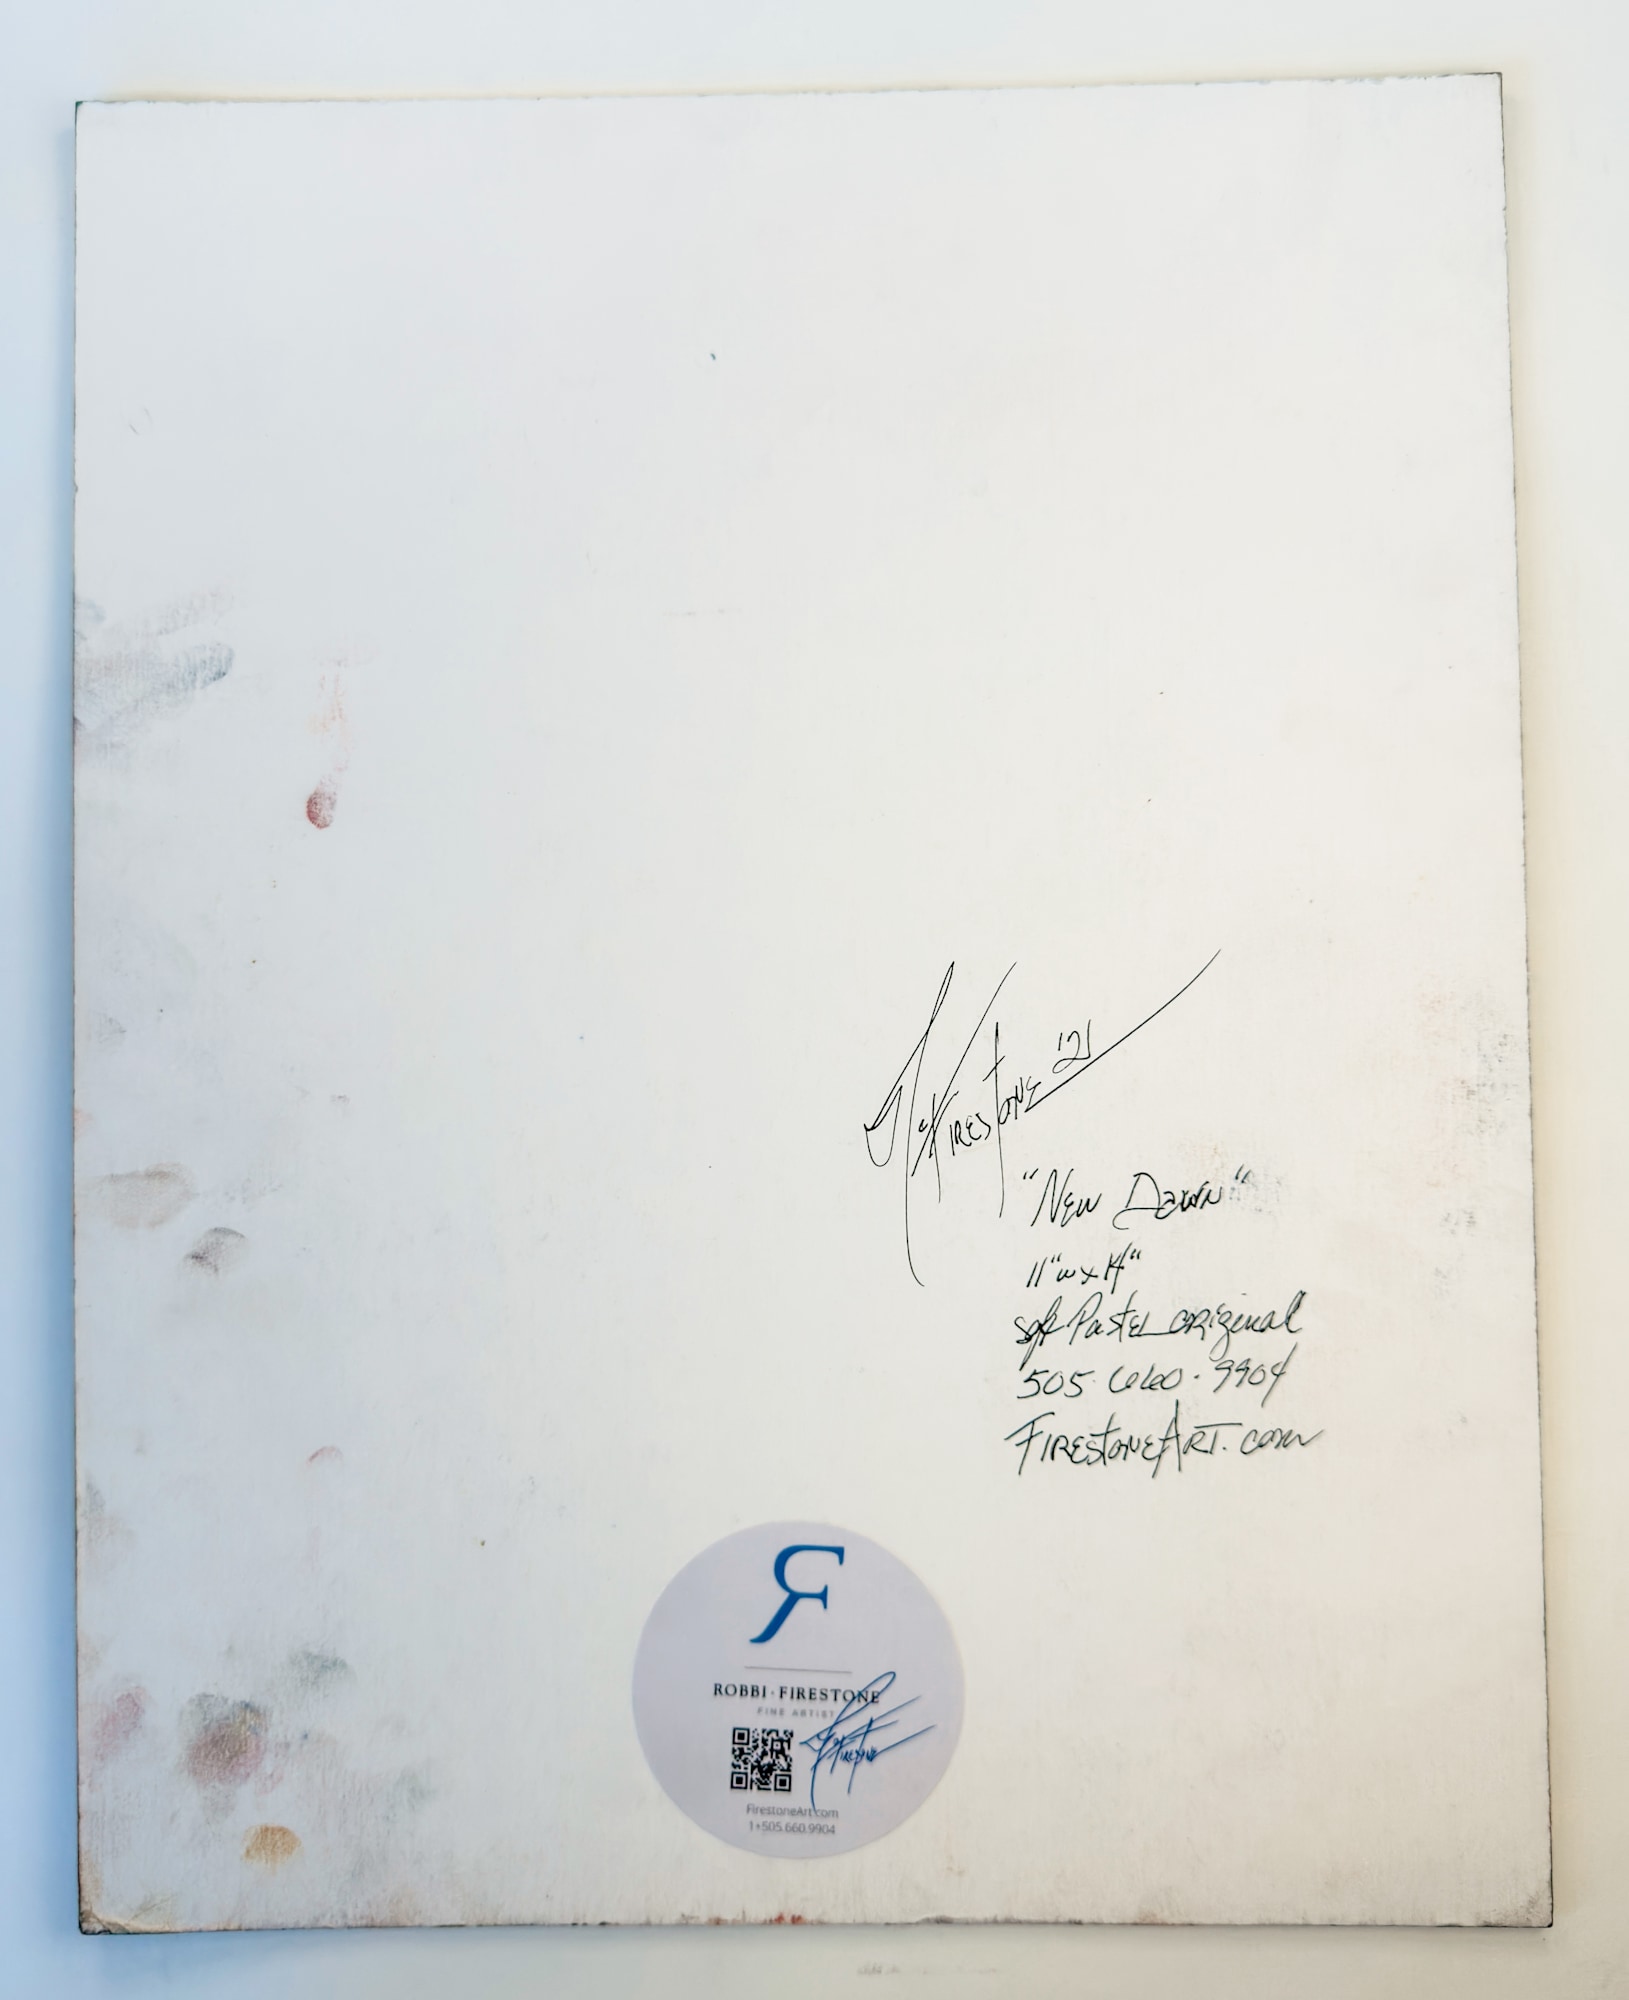 Firestone '21
"New Dawn"
11"w x 14"
soft Pastel original
505.660.9904
FirestoneArt.com
ROBBI · FIRESTONE
FINE ARTIST
Firestone
FirestoneArt.com
1+505.660.9904